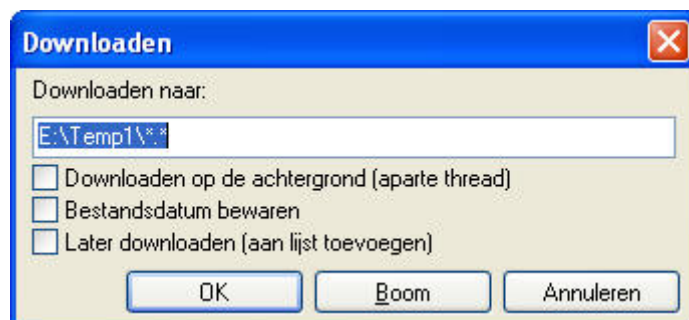 Downloaden
Downloaden naar:
E:\Temp1\*.*
Downloaden op de achtergrond (aparte thread)
Bestandsdatum bewaren
Later downloaden (aan lijst toevoegen)
OK Boom Annuleren